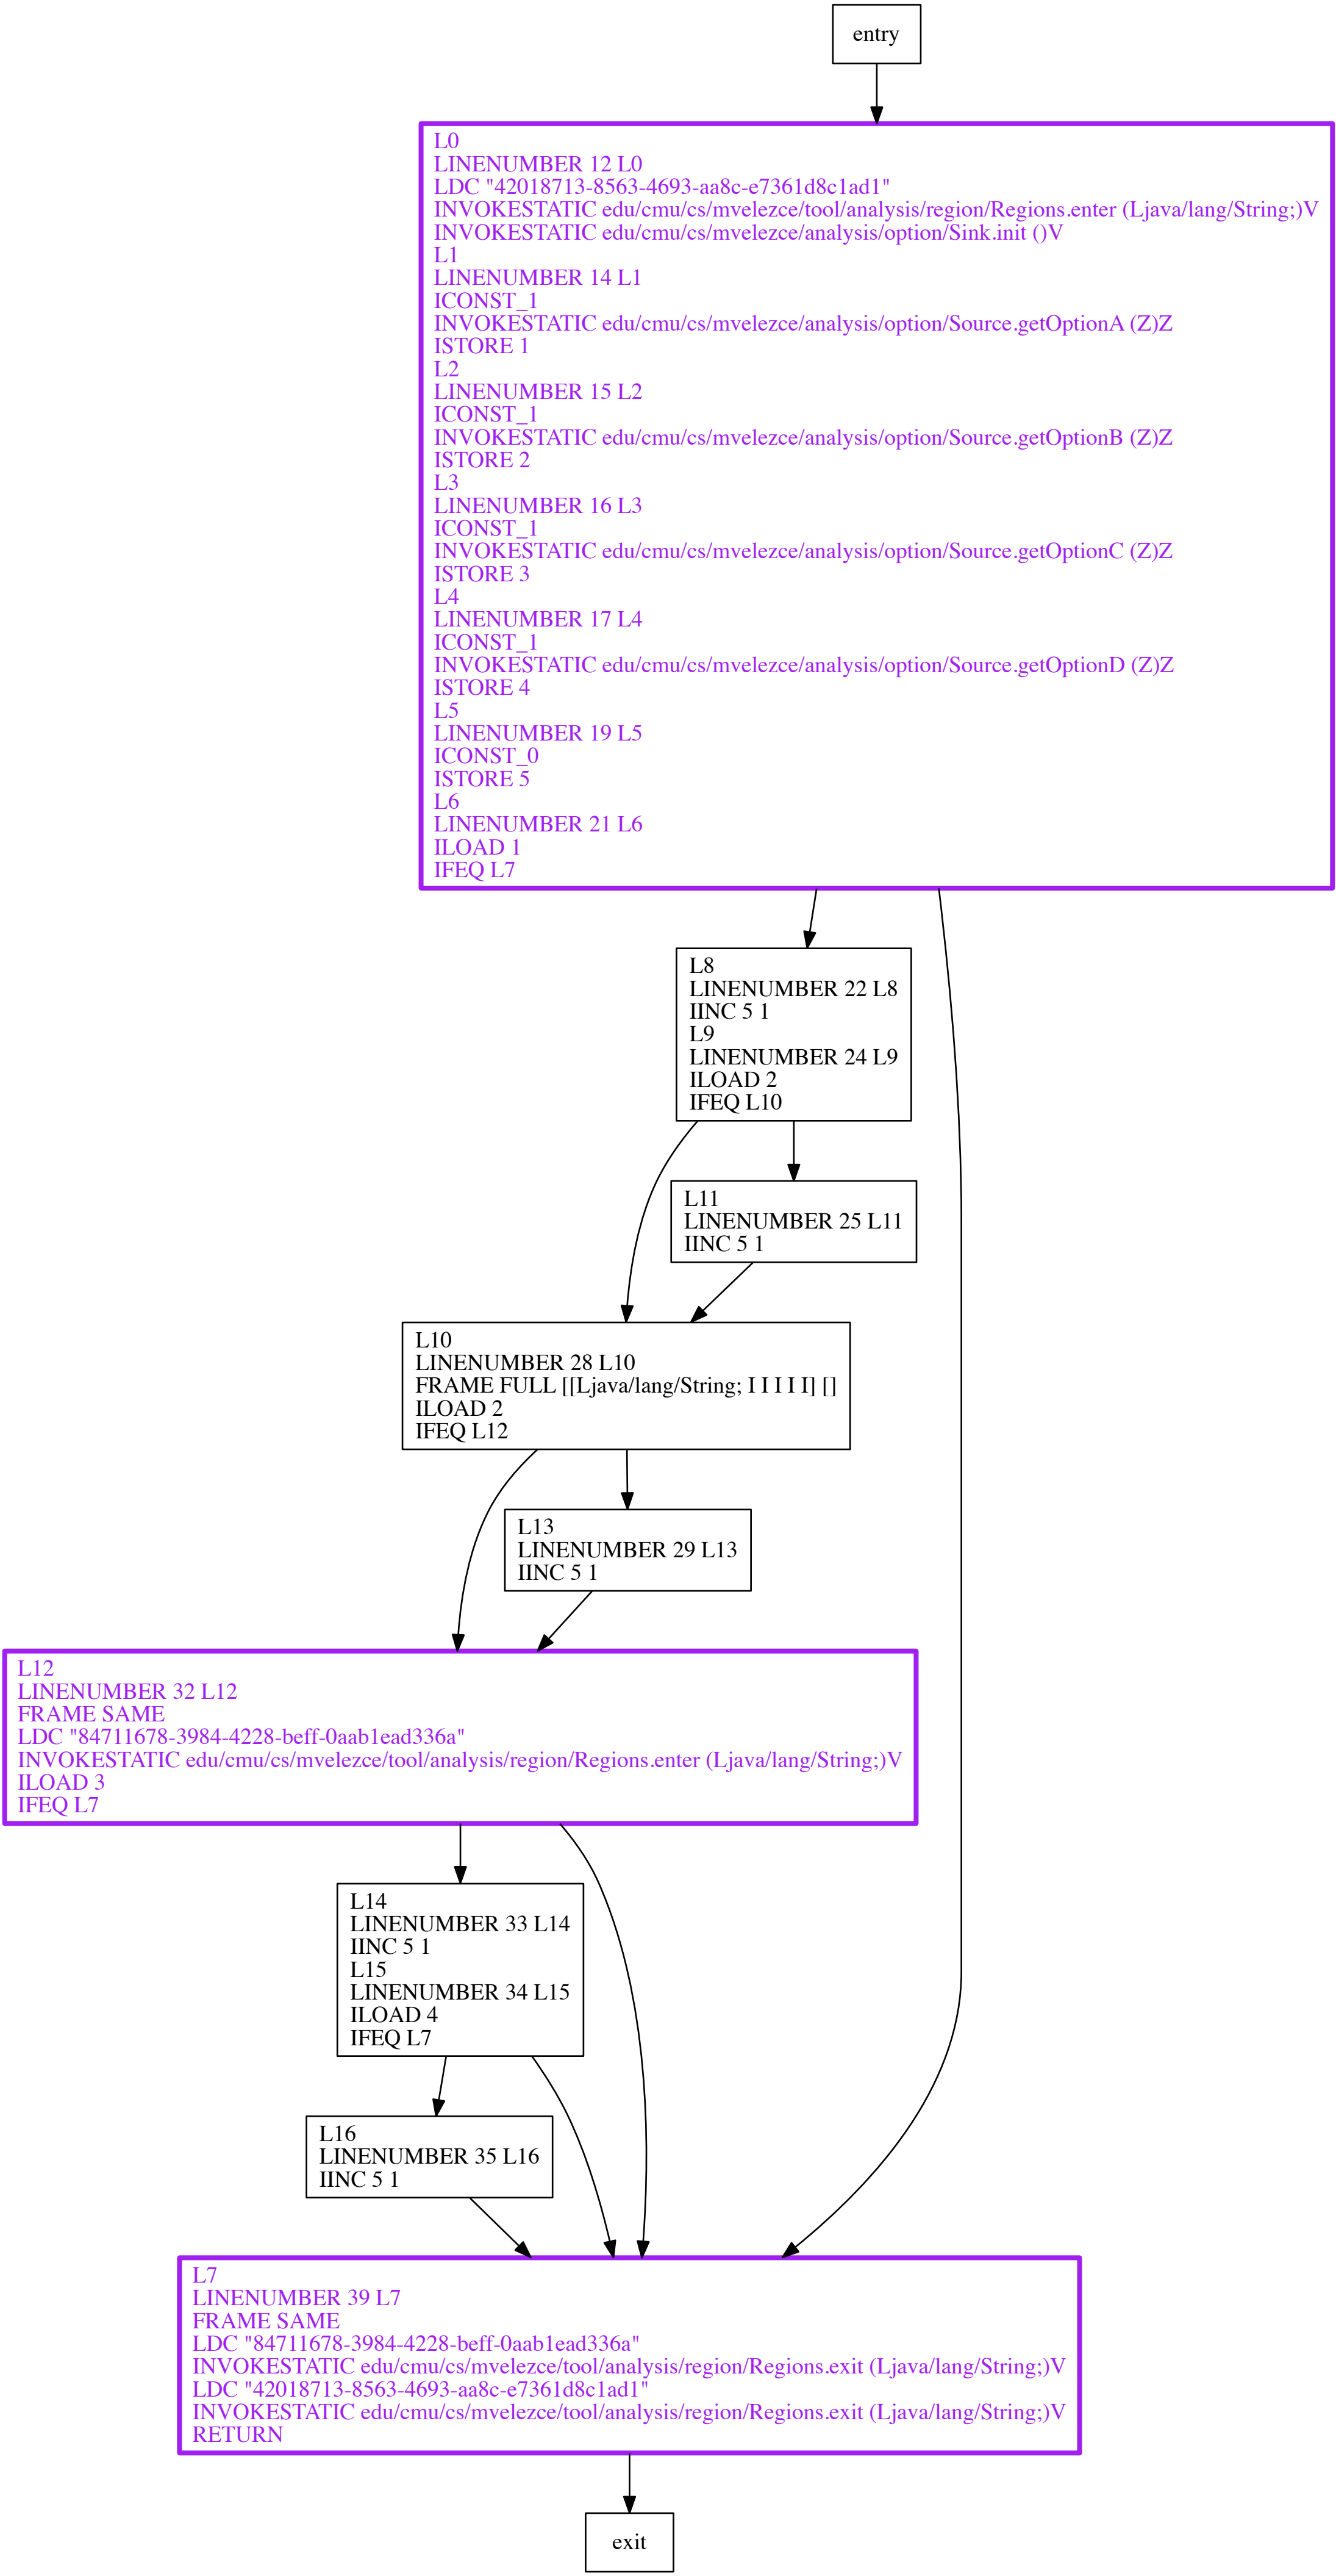 entry
L0
LINENUMBER 12 L0
LDC "42018713-8563-4693-aa8c-e7361d8c1ad1"
INVOKESTATIC edu/cmu/cs/mvelezce/tool/analysis/region/Regions.enter (Ljava/lang/String;)V
INVOKESTATIC edu/cmu/cs/mvelezce/analysis/option/Sink.init ()V
L1
LINENUMBER 14 L1
ICONST_1
INVOKESTATIC edu/cmu/cs/mvelezce/analysis/option/Source.getOptionA (Z)Z
ISTORE 1
L2
LINENUMBER 15 L2
ICONST_1
INVOKESTATIC edu/cmu/cs/mvelezce/analysis/option/Source.getOptionB (Z)Z
ISTORE 2
L3
LINENUMBER 16 L3
ICONST_1
INVOKESTATIC edu/cmu/cs/mvelezce/analysis/option/Source.getOptionC (Z)Z
ISTORE 3
L4
LINENUMBER 17 L4
ICONST_1
INVOKESTATIC edu/cmu/cs/mvelezce/analysis/option/Source.getOptionD (Z)Z
ISTORE 4
L5
LINENUMBER 19 L5
ICONST_0
ISTORE 5
L6
LINENUMBER 21 L6
ILOAD 1
IFEQ L7
L8
LINENUMBER 22 L8
IINC 5 1
L9
LINENUMBER 24 L9
ILOAD 2
IFEQ L10
L11
LINENUMBER 25 L11
IINC 5 1
L10
LINENUMBER 28 L10
FRAME FULL [[Ljava/lang/String; I I I I I] []
ILOAD 2
IFEQ L12
L13
LINENUMBER 29 L13
IINC 5 1
L12
LINENUMBER 32 L12
FRAME SAME
LDC "84711678-3984-4228-beff-0aab1ead336a"
INVOKESTATIC edu/cmu/cs/mvelezce/tool/analysis/region/Regions.enter (Ljava/lang/String;)V
ILOAD 3
IFEQ L7
L14
LINENUMBER 33 L14
IINC 5 1
L15
LINENUMBER 34 L15
ILOAD 4
IFEQ L7
L16
LINENUMBER 35 L16
IINC 5 1
L7
LINENUMBER 39 L7
FRAME SAME
LDC "84711678-3984-4228-beff-0aab1ead336a"
INVOKESTATIC edu/cmu/cs/mvelezce/tool/analysis/region/Regions.exit (Ljava/lang/String;)V
LDC "42018713-8563-4693-aa8c-e7361d8c1ad1"
INVOKESTATIC edu/cmu/cs/mvelezce/tool/analysis/region/Regions.exit (Ljava/lang/String;)V
RETURN
exit